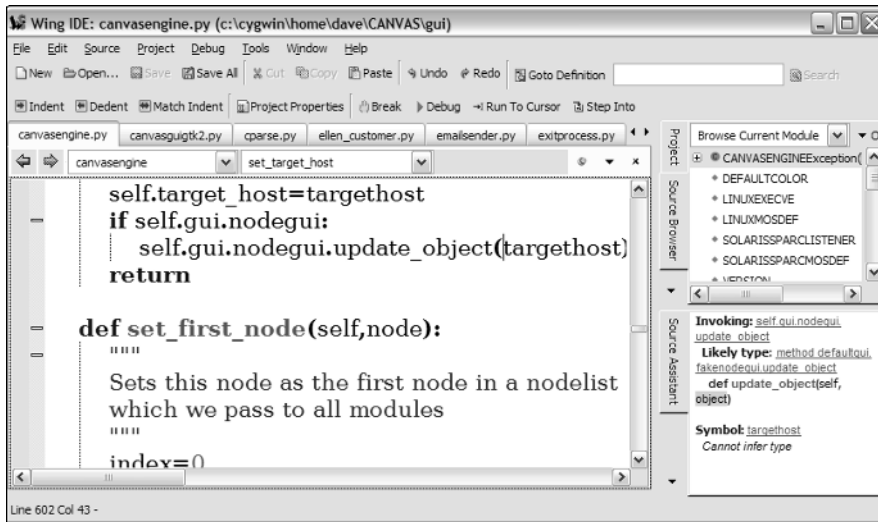 Wing IDE: canvasengine.py (c:\cygwin\home\dave\CANVAS\gui)
File Edit Source Project Debug Tools Window Help
New Open... Save Save All Cut Copy Paste Undo Redo Goto Definition Search
Indent Dedent Match Indent Project Properties Break Debug Run To Cursor Step Into
canvasengine.py canvasguigtk2.py cparse.py ellen_customer.py emailsender.py exitprocess.py
canvasengine set_target_host
self.target_host=targethost
if self.gui.nodegui:
self.gui.nodegui.update_object(targethost)
return
def set_first_node(self,node):
"""
Sets this node as the first node in a nodelist
which we pass to all modules
"""
index=0
Project
Source Browser
Source Assistant
Browse Current Module
CANVASENGINEException(
DEFAULTCOLOR
LINUXEXECVE
LINUXMOSDEF
SOLARISSPARCLISTENER
SOLARISSPARCMOSDEF
VERSION
Invoking: self.gui.nodegui.
update_object
Likely type: method defaultgui.
fakenodegui.update_object
def update_object(self,
object)
Symbol: targethost
Cannot infer type
Line 602 Col 43 -